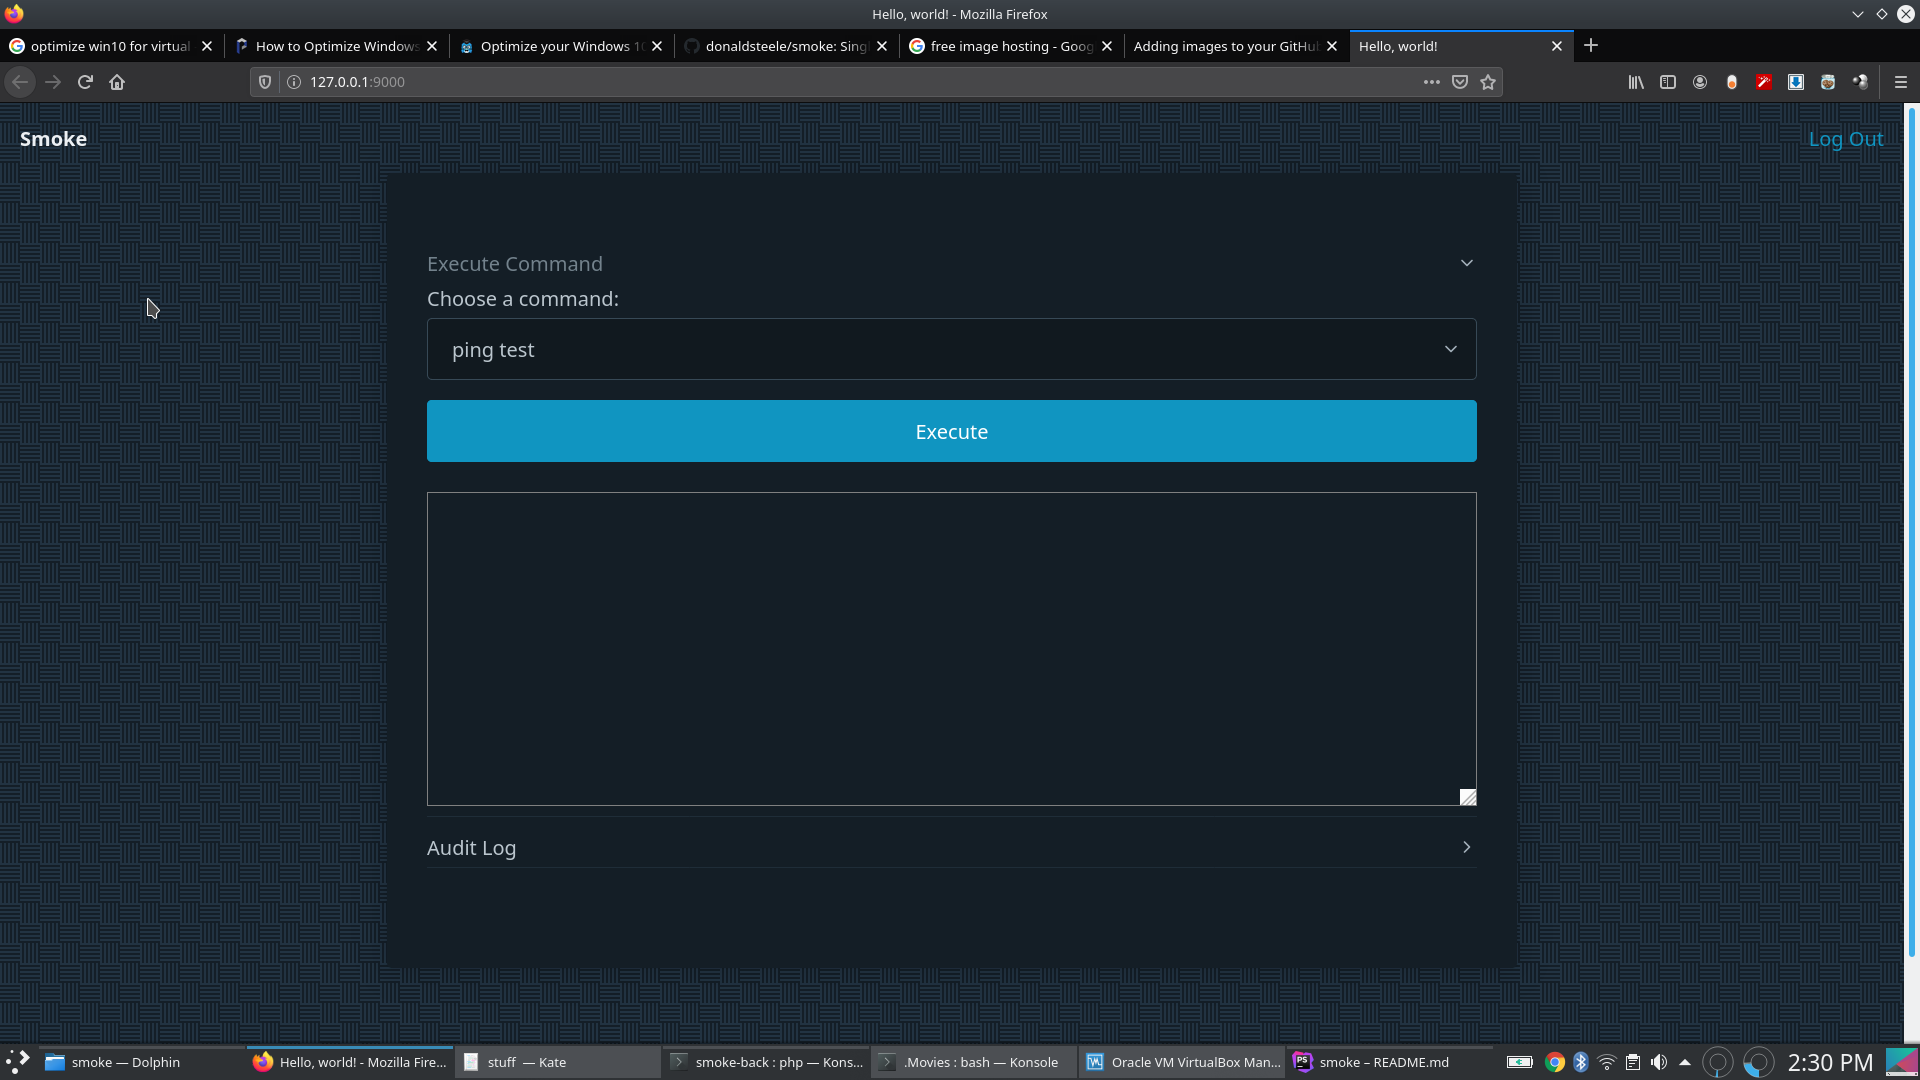 Hello, world! - Mozilla Firefox
optimize win10 for virtual
How to Optimize Windows
Optimize your Windows 10
donaldsteele/smoke: Sing
free image hosting - Goog
Adding images to your GitHu
Hello, world!
127.0.0.1:9000
Smoke
Log Out
Execute Command
Choose a command:
ping test
Execute
Audit Log
smoke — Dolphin
Hello, world! - Mozilla Fire...
stuff — Kate
smoke-back : php — Kons...
.Movies : bash — Konsole
Oracle VM VirtualBox Man...
smoke – README.md
2:30 PM